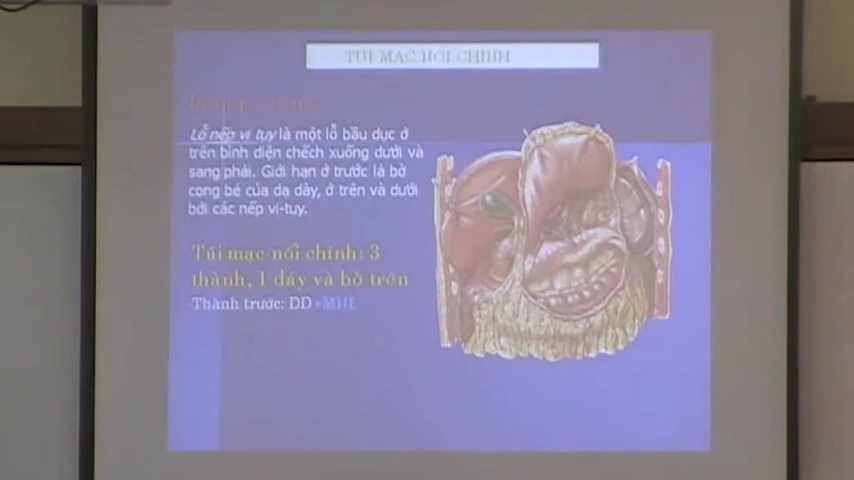 TÚI MẠC NỐI CHÍNH
Lỗ nếp vị tụy là một lỗ bầu dục ở
trên bình diện chếch xuống dưới và
sang phải. Giới hạn ở trước là bờ
cong bé của dạ dày, ở trên và dưới
bởi các nếp vị-tụy.
Túi mạc nối chính: 3
thành, 1 đáy và bờ trên
-Thành trước: DD+MNL